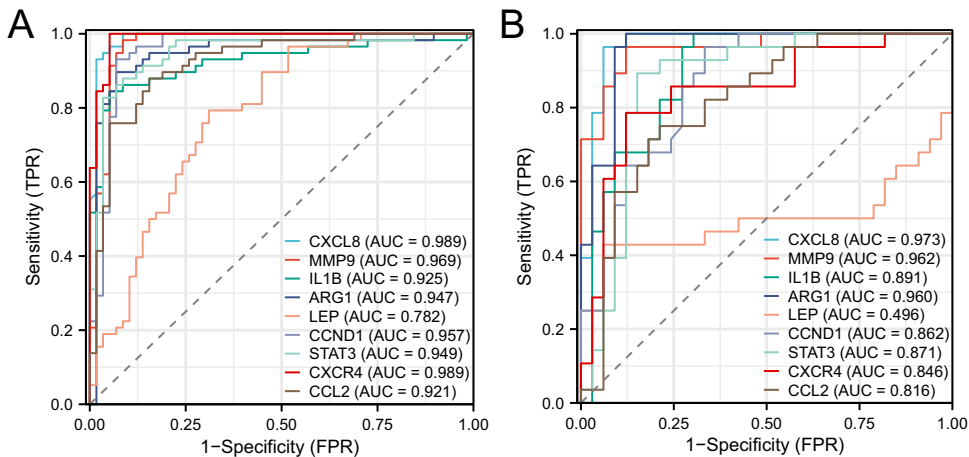 A
Sensitivity (TPR)
1.0
0.8
0.6
0.4
0.2
0.0
CXCL8 (AUC = 0.989)
MMP9 (AUC = 0.969)
IL1B (AUC = 0.925)
ARG1 (AUC = 0.947)
LEP (AUC = 0.782)
CCND1 (AUC = 0.957)
STAT3 (AUC = 0.949)
CXCR4 (AUC = 0.989)
CCL2 (AUC = 0.921)
0.00 0.25 0.50 0.75 1.00
1−Specificity (FPR)
B
Sensitivity (TPR)
1.0
0.8
0.6
0.4
0.2
0.0
CXCL8 (AUC = 0.973)
MMP9 (AUC = 0.962)
IL1B (AUC = 0.891)
ARG1 (AUC = 0.960)
LEP (AUC = 0.496)
CCND1 (AUC = 0.862)
STAT3 (AUC = 0.871)
CXCR4 (AUC = 0.846)
CCL2 (AUC = 0.816)
0.00 0.25 0.50 0.75 1.00
1−Specificity (FPR)